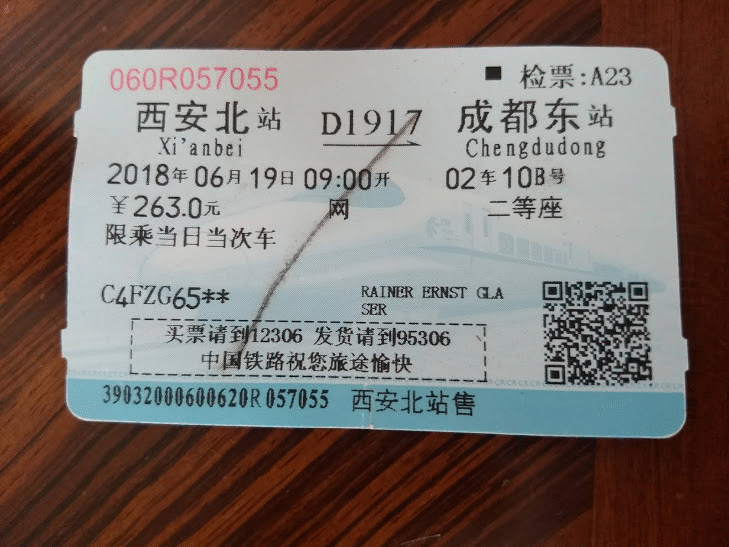 060R057055 检票:A23
西安北站 D1917 成都东站
Xi'anbei Chengdudong
2018年06月19日09:00开 02车10B号
￥263.0元 网 二等座
限乘当日当次车
C4FZG65** RAINER ERNST GLA
SER
买票请到12306 发货请到95306
中国铁路祝您旅途愉快
39032000600620R057055 西安北站售